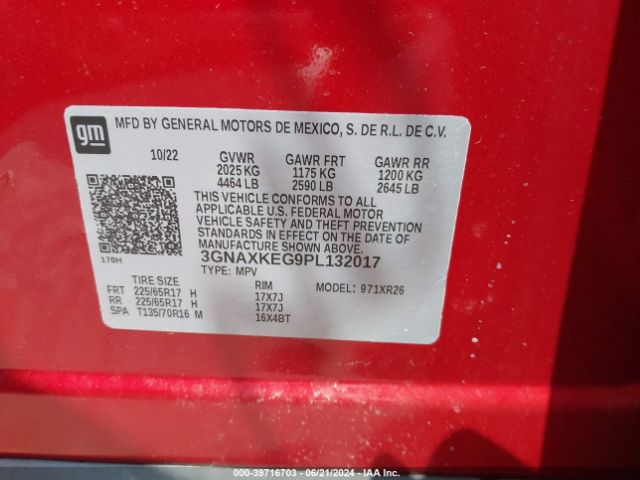 gm
MFD BY GENERAL MOTORS DE MEXICO, S. DE R.L. DE C.V.
10/22 GVWR GAWR FRT GAWR RR
2025 KG 1175 KG 1200 KG
4464 LB 2590 LB 2645 LB
THIS VEHICLE CONFORMS TO ALL
APPLICABLE U.S. FEDERAL MOTOR
VEHICLE SAFETY AND THEFT PREVENTION
STANDARDS IN EFFECT ON THE DATE OF
MANUFACTURE SHOWN ABOVE.
3GNAXKEG9PL132017
170H
TYPE: MPV
TIRE SIZE RIM MODEL: 971XR26
FRT 225/65R17 H 17X7J
RR 225/65R17 H 17X7J
SPA T135/70R16 M 16X4BT
000-39716703 - 06/21/2024 - IAA Inc.